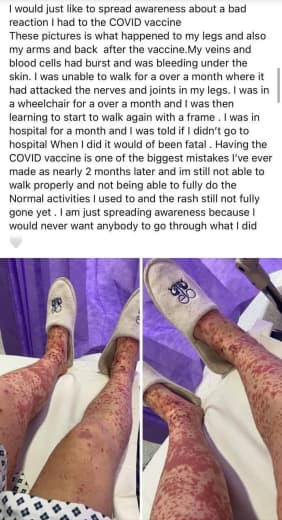 I would just like to spread awareness about a bad
reaction I had to the COVID vaccine
These pictures is what happened to my legs and also
my arms and back  after the vaccine.My veins and
blood cells had burst and was bleeding under the
skin. I was unable to walk for a over a month where it
had attacked the nerves and joints in my legs. I was in
a wheelchair for a over a month and I was then
learning to start to walk again with a frame . I was in
hospital for a month and I was told if I didn't go to
hospital When I did it would of been fatal . Having the
COVID vaccine is one of the biggest mistakes I've ever
made as nearly 2 months later and im still not able to
walk properly and not being able to fully do the
Normal activities I used to and the rash still not fully
gone yet . I am just spreading awareness because I
would never want anybody to go through what I did
🤍